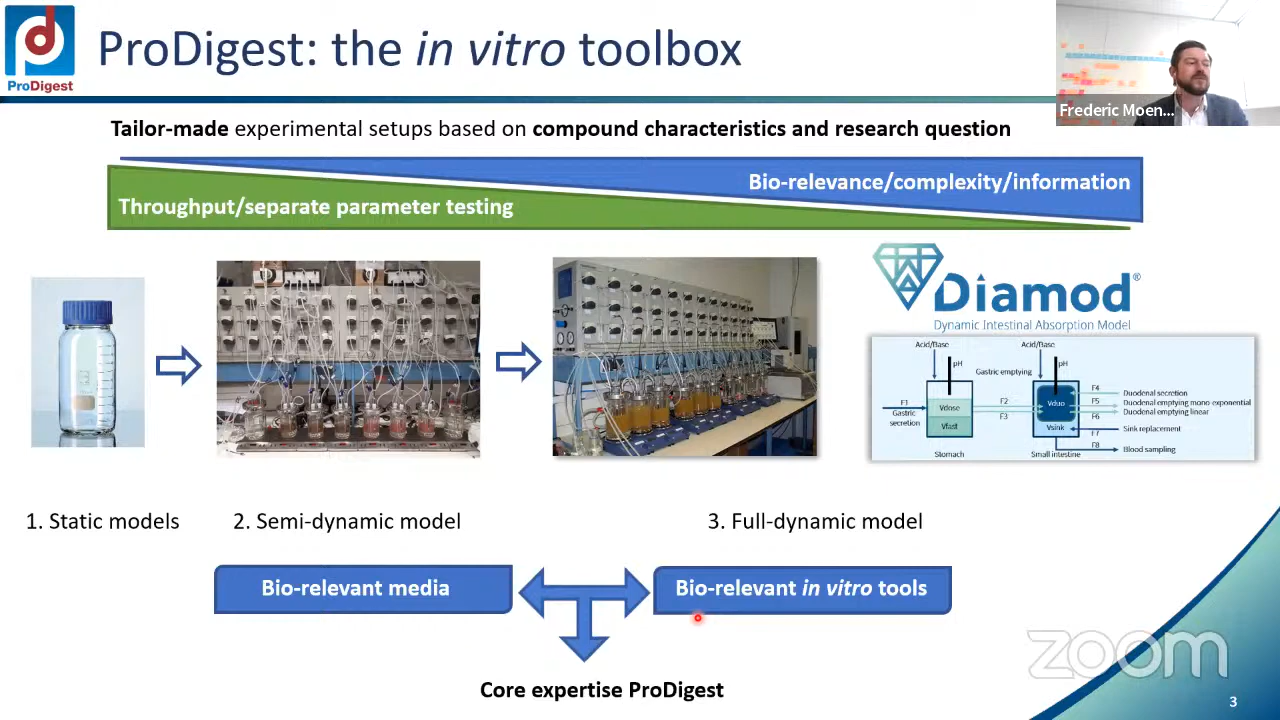 ProDigest
ProDigest: the in vitro toolbox
Frederic Moen...
Tailor-made experimental setups based on compound characteristics and research question
Bio-relevance/complexity/information
Throughput/separate parameter testing
Diamod®
Dynamic Intestinal Absorption Model
Acid/Base
Acid/Base
pH
pH
Gastric emptying
F1
Gastric
secretion
Vdose
Vfast
F2
F3
Vduo
Vsink
F4
F5
F6
F7
F8
Duodenal secretion
Duodenal emptying mono-exponential
Duodenal emptying linear
Sink replacement
Blood sampling
Stomach
Small intestine
1. Static models
2. Semi-dynamic model
3. Full-dynamic model
Bio-relevant media
Bio-relevant in vitro tools
Core expertise ProDigest
zoom
3